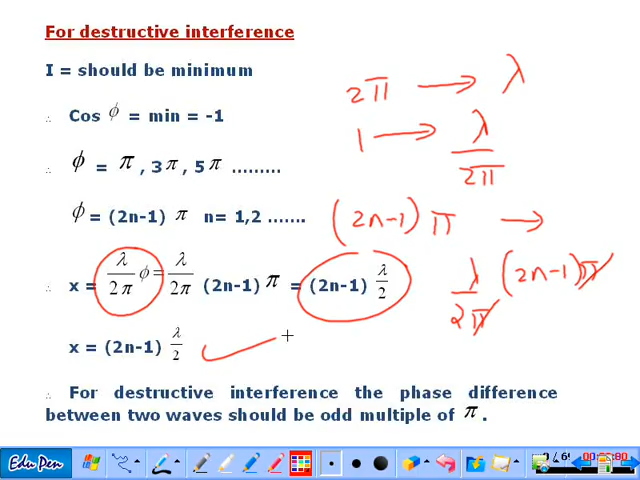 For destructive interference
I = should be minimum
∴ Cos ϕ = min = -1
∴ ϕ = π , 3π , 5π .........
ϕ = (2n-1) π n= 1,2 .......
∴ x = λ/2π ϕ = λ/2π (2n-1) π = (2n-1) λ/2
x = (2n-1) λ/2
∴ For destructive interference the phase difference
between two waves should be odd multiple of π .
2π → λ
1 → λ/2π
(2n-1) π →
λ/2π (2n-1) π
Edu Pen